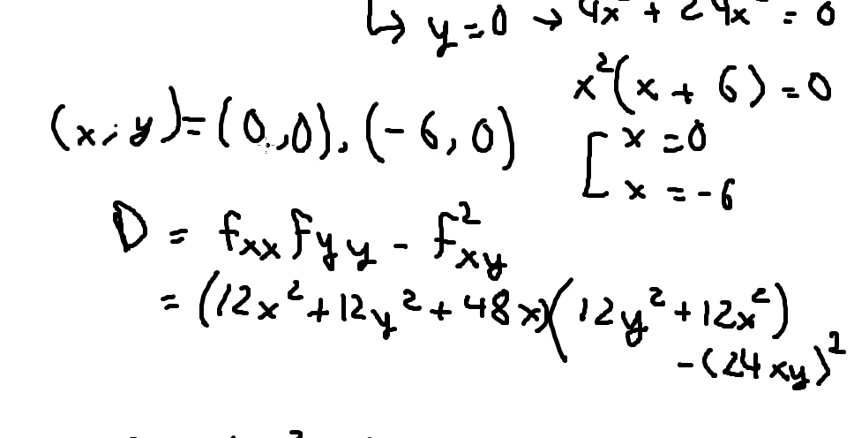 ↳ y=0 → 4x + 24x = 0
x²(x + 6) = 0
(x, y) = (0,0), (-6, 0)
[ x = 0
x = -6
D = fxx fyy - f²xy
= (12x² + 12y² + 48x)(12y² + 12x²)
-(24xy)²